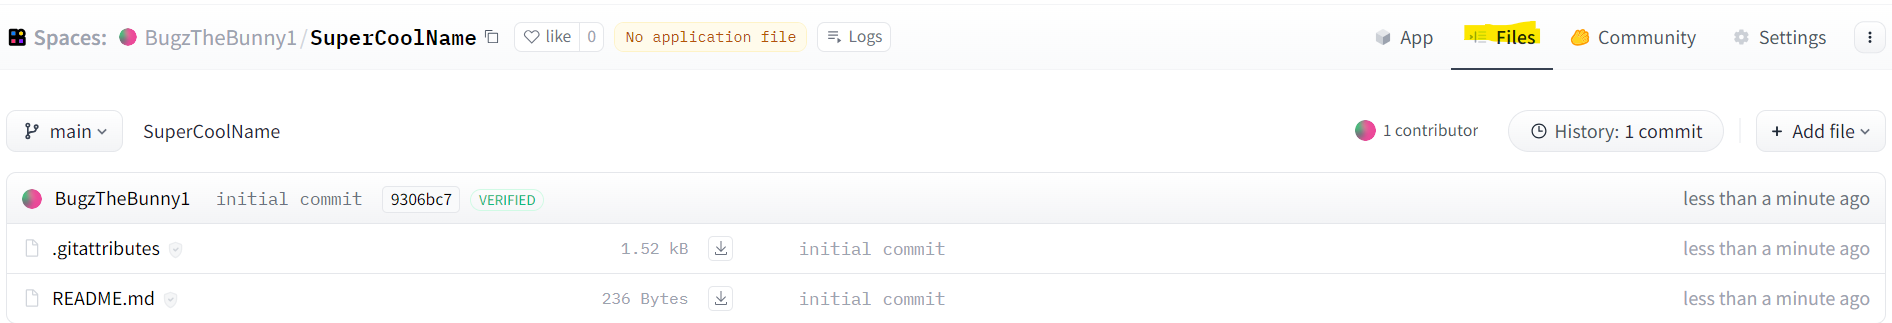 Spaces: BugzTheBunny1/SuperCoolName like 0 No application file Logs App Files Community Settings
main SuperCoolName 1 contributor History: 1 commit + Add file
BugzTheBunny1 initial commit 9306bc7 VERIFIED less than a minute ago
.gitattributes 1.52 kB initial commit less than a minute ago
README.md 236 Bytes initial commit less than a minute ago